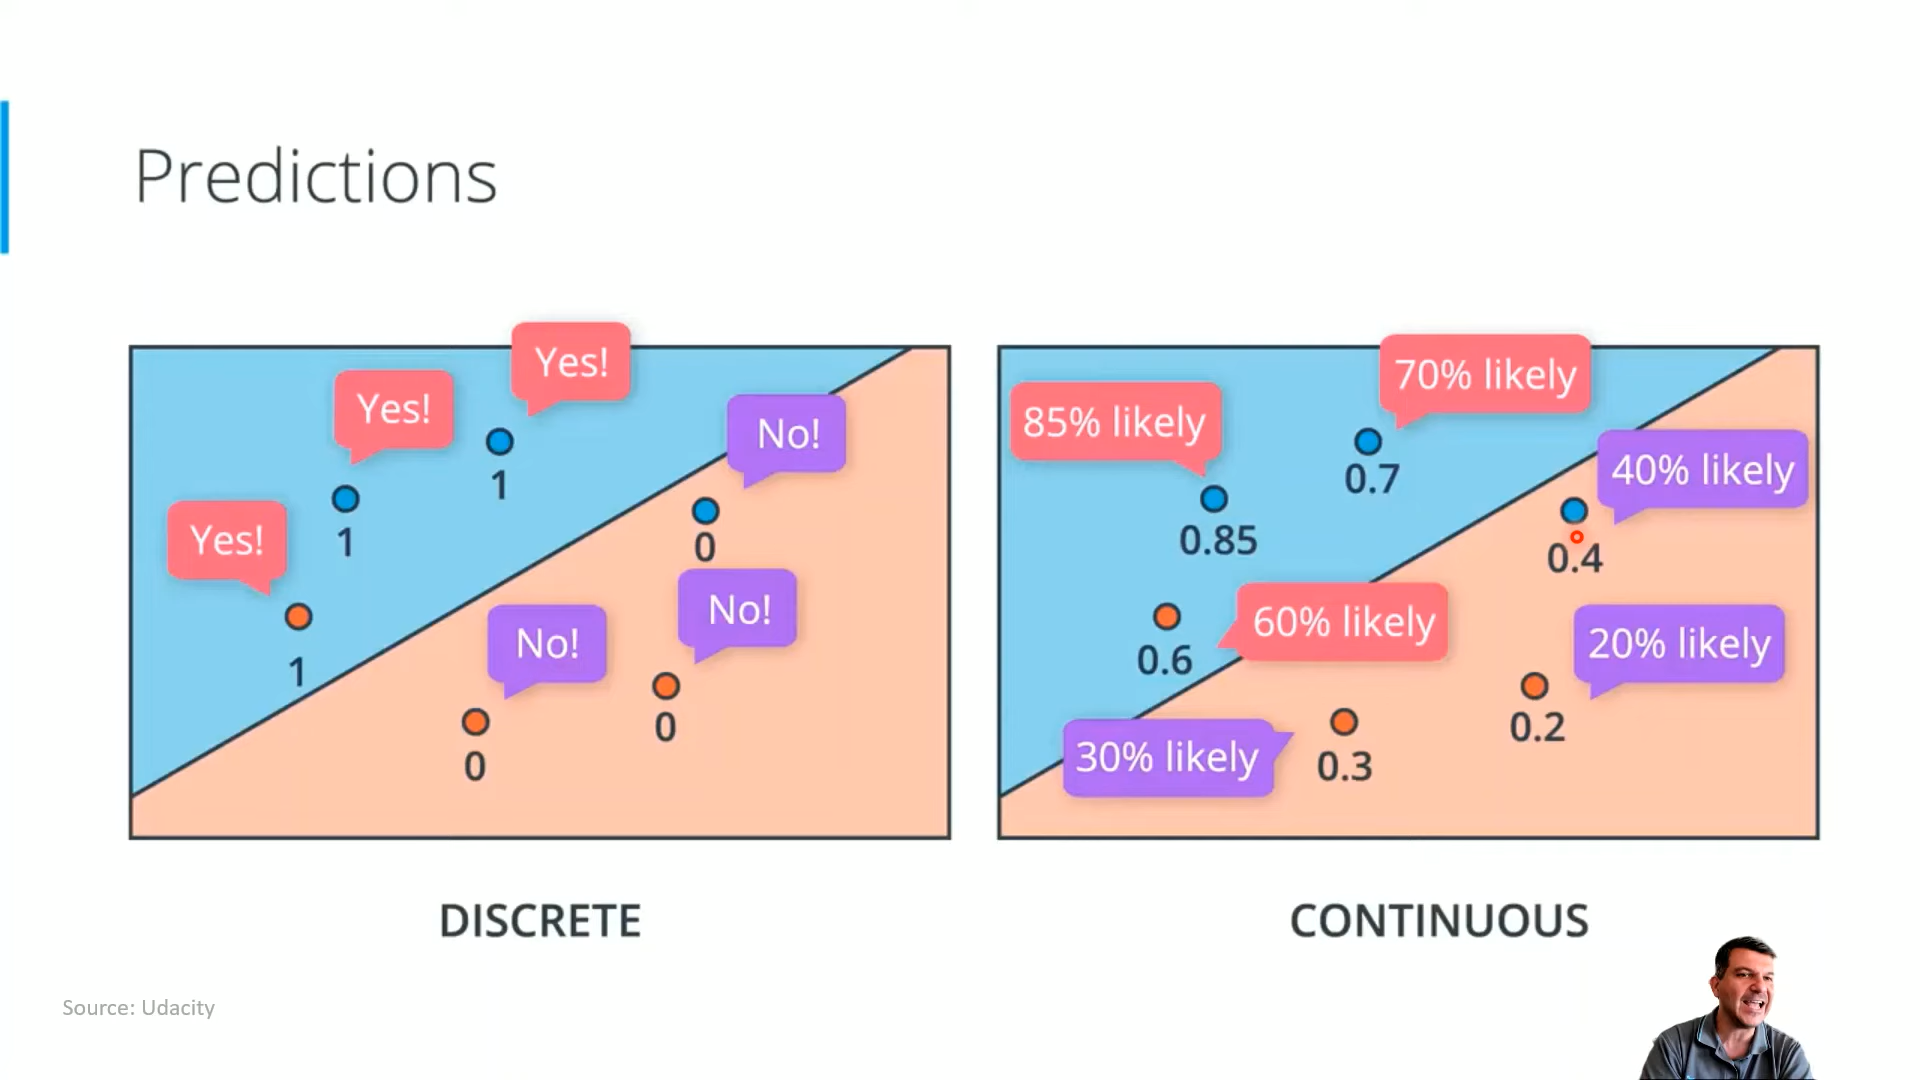 Predictions
Yes!
Yes!
1
No!
1
Yes!
0
No!
No!
1
0
0
DISCRETE
70% likely
85% likely
0.7
40% likely
0.85
0.4
60% likely
0.6
20% likely
0.2
30% likely
0.3
CONTINUOUS
Source: Udacity